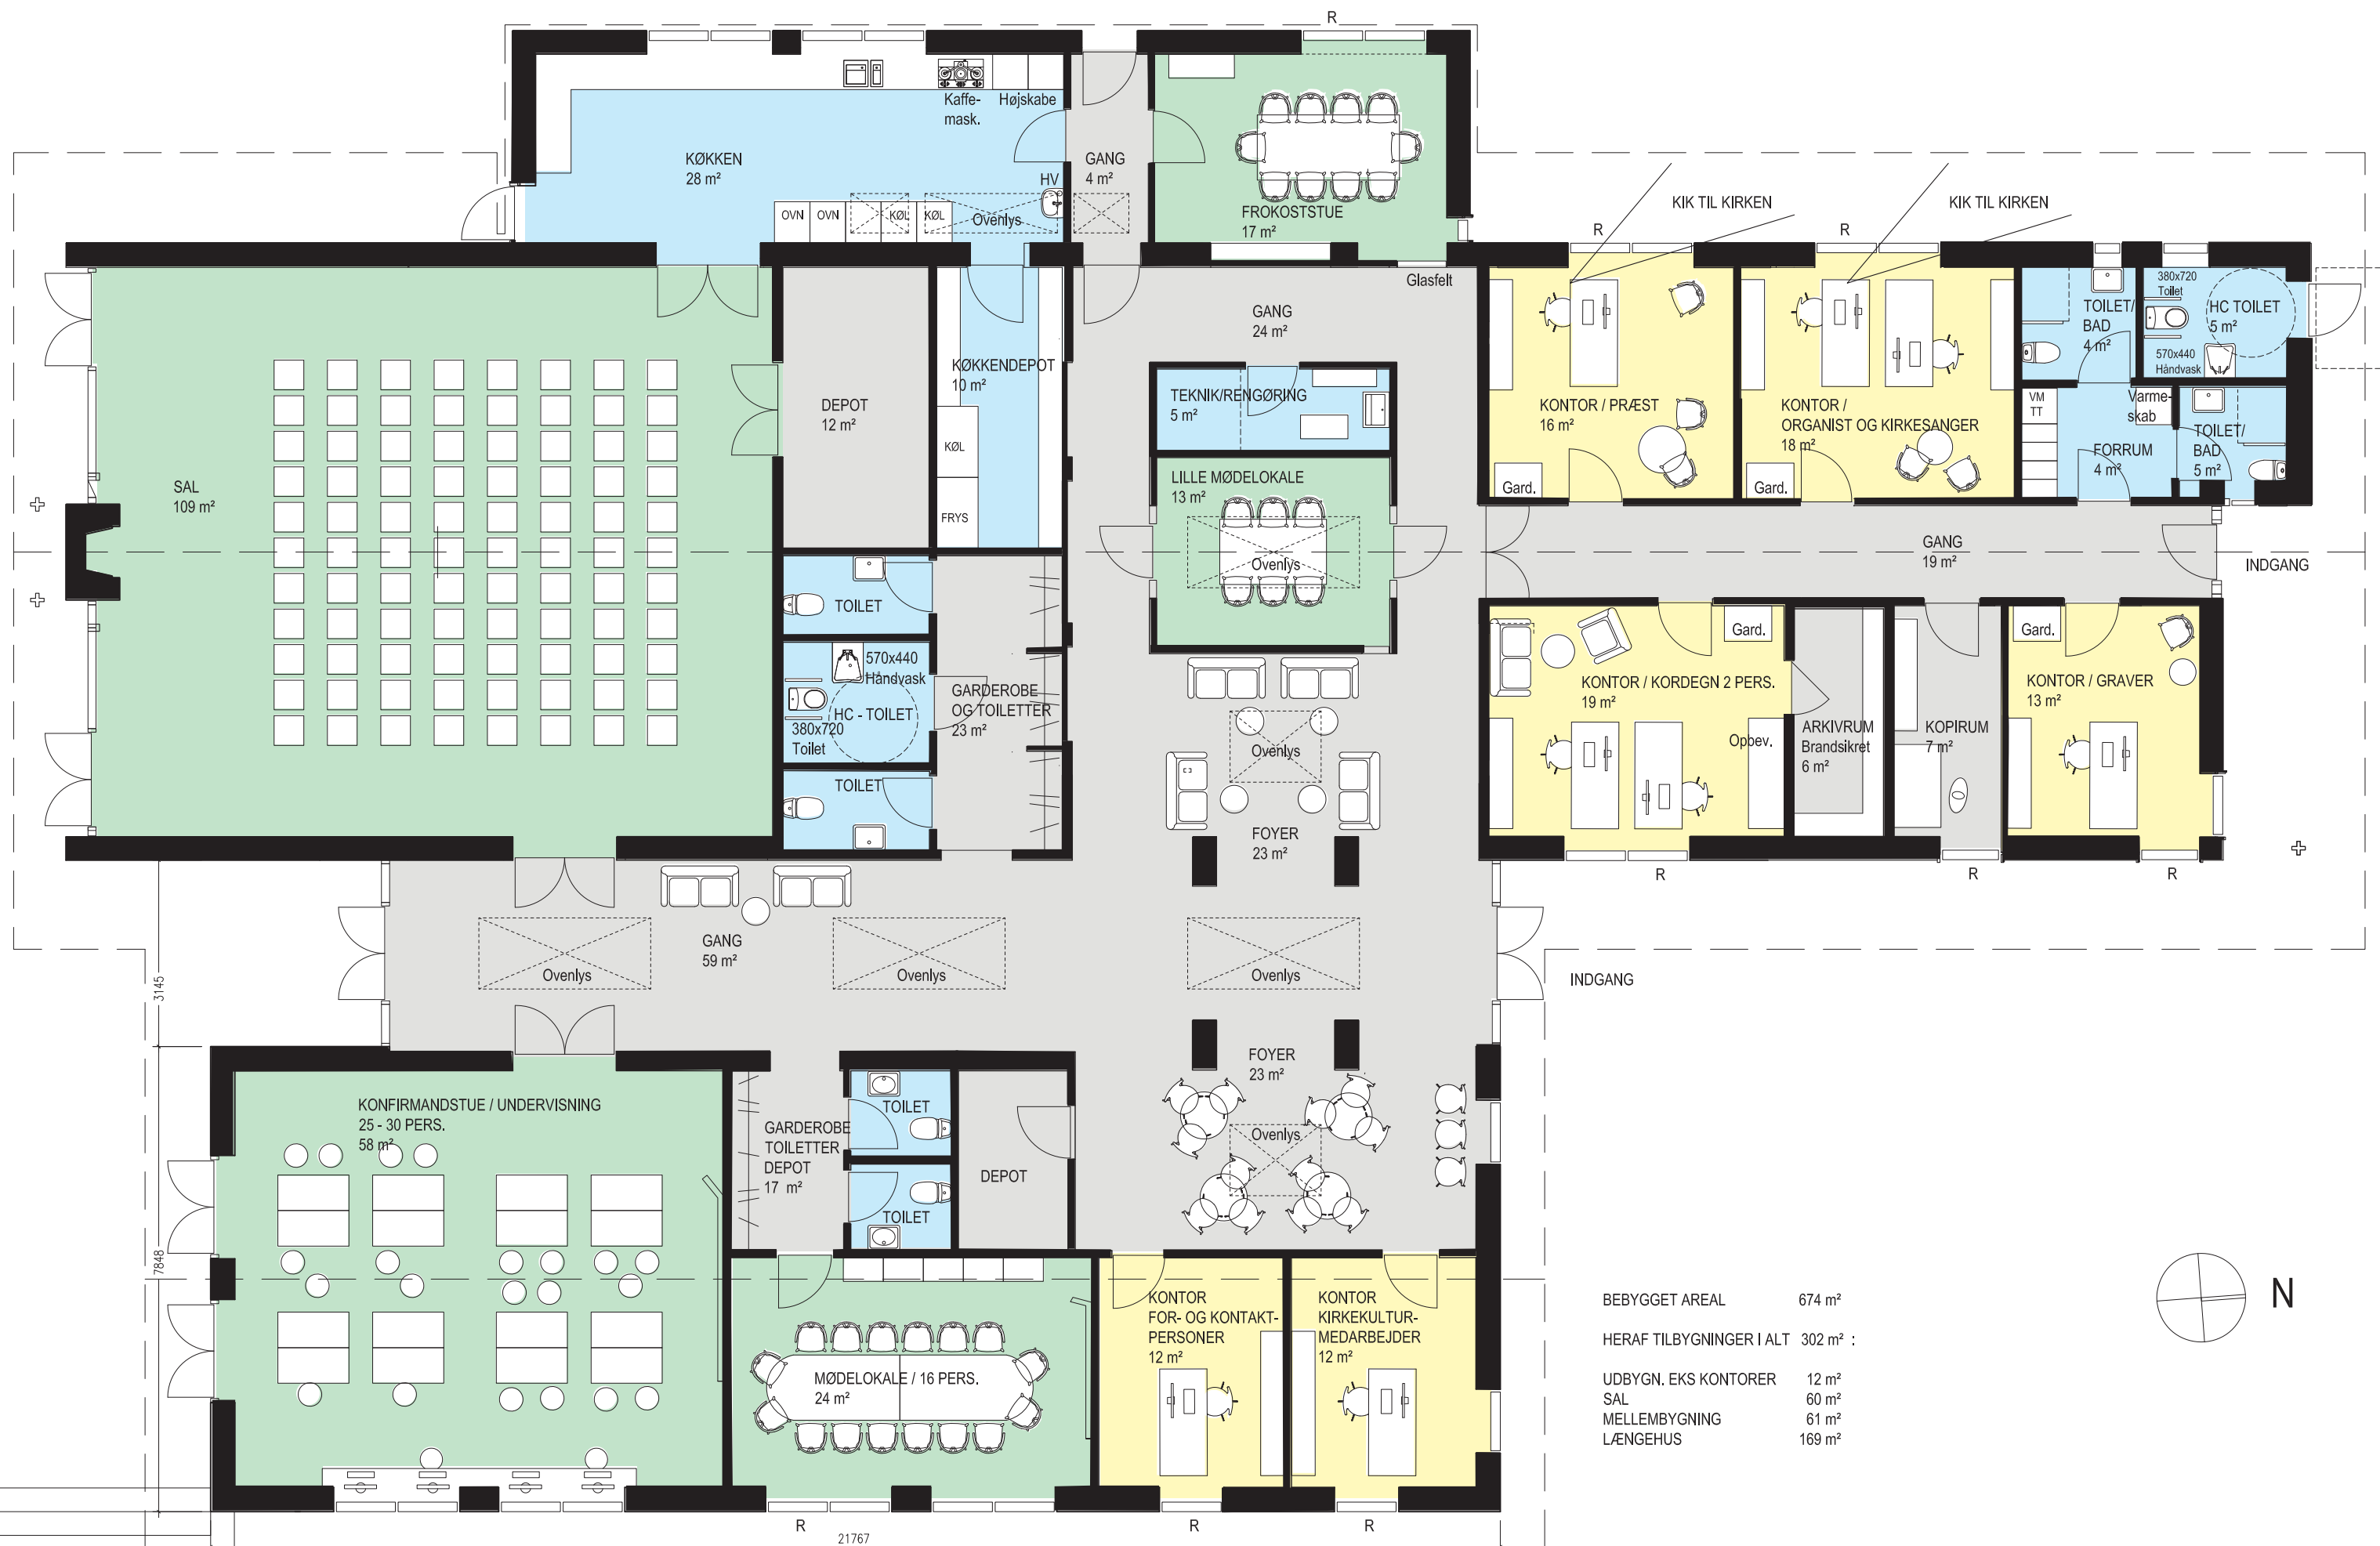 R
Kaffe-
mask.
Højskabe
KØKKEN
28 m²
HV
OVN
OVN
KØL
KØL
Ovenlys
GANG
4 m²
FROKOSTSTUE
17 m²
Glasfelt
KIK TIL KIRKEN
KIK TIL KIRKEN
R
R
SAL
109 m²
DEPOT
12 m²
KØKKENDEPOT
10 m²
KØL
FRYS
GANG
24 m²
TEKNIK/RENGØRING
5 m²
LILLE MØDELOKALE
13 m²
Ovenlys
KONTOR / PRÆST
16 m²
Gard.
KONTOR /
ORGANIST OG KIRKESANGER
18 m²
Gard.
TOILET/
BAD
4 m²
380x720
Toilet
HC TOILET
5 m²
570x440
Håndvask
VM
TT
Varme-
skab
FORRUM
4 m²
TOILET/
BAD
5 m²
GANG
19 m²
INDGANG
TOILET
570x440
Håndvask
HC - TOILET
380x720
Toilet
TOILET
GARDEROBE
OG TOILETTER
23 m²
Ovenlys
FOYER
23 m²
Gard.
KONTOR / KORDEGN 2 PERS.
19 m²
Opbev.
ARKIVRUM
Brandsikret
6 m²
KOPIRUM
7 m²
Gard.
KONTOR / GRAVER
13 m²
R
R
R
GANG
59 m²
Ovenlys
Ovenlys
Ovenlys
INDGANG
3145
7848
KONFIRMANDSTUE / UNDERVISNING
25 - 30 PERS.
58 m²
GARDEROBE
TOILETTER
DEPOT
17 m²
TOILET
TOILET
DEPOT
FOYER
23 m²
Ovenlys
MØDELOKALE / 16 PERS.
24 m²
KONTOR
FOR- OG KONTAKT-
PERSONER
12 m²
KONTOR
KIRKEKULTUR-
MEDARBEJDER
12 m²
R
R
R
21767
BEBYGGET AREAL 674 m²
HERAF TILBYGNINGER I ALT 302 m² :
UDBYGN. EKS KONTORER 12 m²
SAL 60 m²
MELLEMBYGNING 61 m²
LÆNGEHUS 169 m²
N